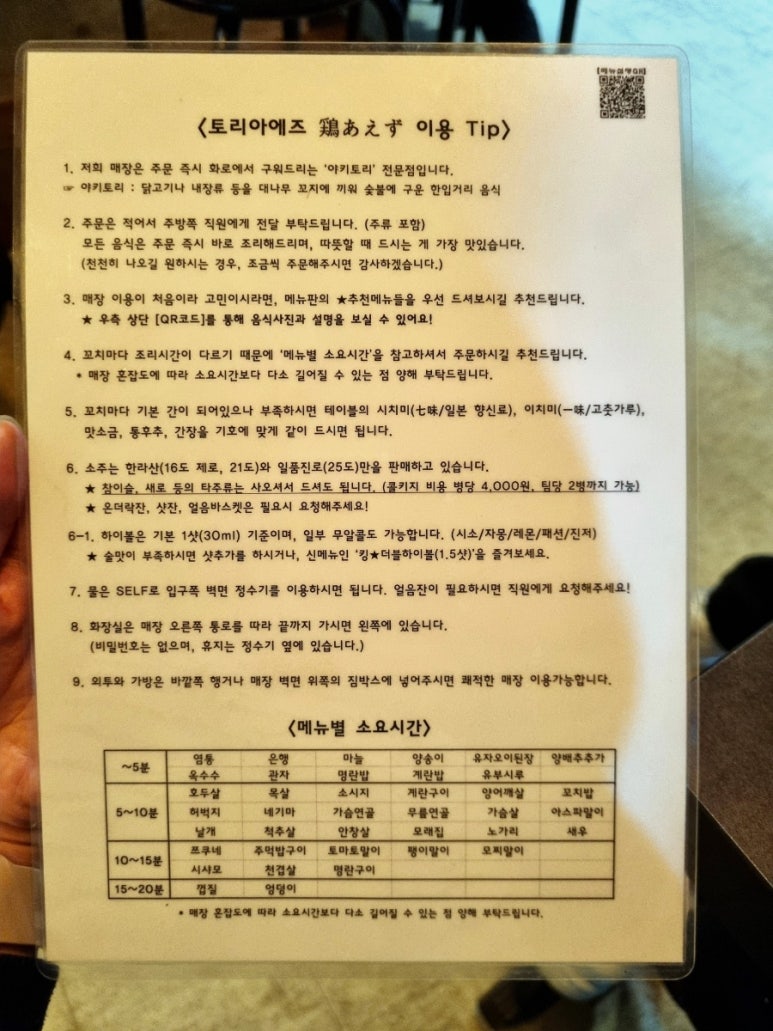 [메뉴설명QR]
<토리아에즈 鶏あえず 이용 Tip>
1. 저희 매장은 주문 즉시 화로에서 구워드리는 '야키토리' 전문점입니다.
☞ 야키토리 : 닭고기나 내장류 등을 대나무 꼬지에 끼워 숯불에 구운 한입거리 음식
2. 주문은 적어서 주방쪽 직원에게 전달 부탁드립니다. (주류 포함)
모든 음식은 주문 즉시 바로 조리해드리며, 따뜻할 때 드시는 게 가장 맛있습니다.
(천천히 나오길 원하시는 경우, 조금씩 주문해주시면 감사하겠습니다.)
3. 매장 이용이 처음이라 고민이시라면, 메뉴판의 ★추천메뉴들을 우선 드셔보시길 추천드립니다.
★ 우측 상단 [QR코드]를 통해 음식사진과 설명을 보실 수 있어요!
4. 꼬치마다 조리시간이 다르기 때문에 '메뉴별 소요시간'을 참고하셔서 주문하시길 추천드립니다.
* 매장 혼잡도에 따라 소요시간보다 다소 길어질 수 있는 점 양해 부탁드립니다.
5. 꼬치마다 기본 간이 되어있으나 부족하시면 테이블의 시치미(七味/일본 향신료), 이치미(一味/고춧가루),
맛소금, 통후추, 간장을 기호에 맞게 같이 드시면 됩니다.
6. 소주는 한라산(16도 제로, 21도)와 일품진로(25도)만을 판매하고 있습니다.
★ 참이슬, 새로 등의 타주류는 사오셔서 드셔도 됩니다. (콜키지 비용 병당 4,000원, 팀당 2병까지 가능)
★ 온더락잔, 샷잔, 얼음바스켓은 필요시 요청해주세요!
6-1. 하이볼은 기본 1샷(30ml) 기준이며, 일부 무알콜도 가능합니다. (시소/자몽/레몬/패션/진저)
★ 술맛이 부족하시면 샷추가를 하시거나, 신메뉴인 '킹★더블하이볼(1.5샷)'을 즐겨보세요.
7. 물은 SELF로 입구쪽 벽면 정수기를 이용하시면 됩니다. 얼음잔이 필요하시면 직원에게 요청해주세요!
8. 화장실은 매장 오른쪽 통로를 따라 끝까지 가시면 왼쪽에 있습니다.
(비밀번호는 없으며, 휴지는 정수기 옆에 있습니다.)
9. 외투와 가방은 바깥쪽 행거나 매장 벽면 위쪽의 짐박스에 넣어주시면 쾌적한 매장 이용가능합니다.
<메뉴별 소요시간>
~5분 염통 은행 마늘 양송이 유자오이된장 양배추추가
옥수수 관자 명란밥 계란밥 유부시루
5~10분 호두살 목살 소시지 계란구이 양어깨살 꼬치밥
허벅지 네기마 가슴연골 무릎연골 가슴살 아스파말이
날개 척추살 안창살 모래집 노가리 새우
10~15분 쯔쿠네 주먹밥구이 토마토말이 팽이말이 모찌말이
시샤모 천겹살 명란구이
15~20분 껍질 엉덩이
* 매장 혼잡도에 따라 소요시간보다 다소 길어질 수 있는 점 양해 부탁드립니다.